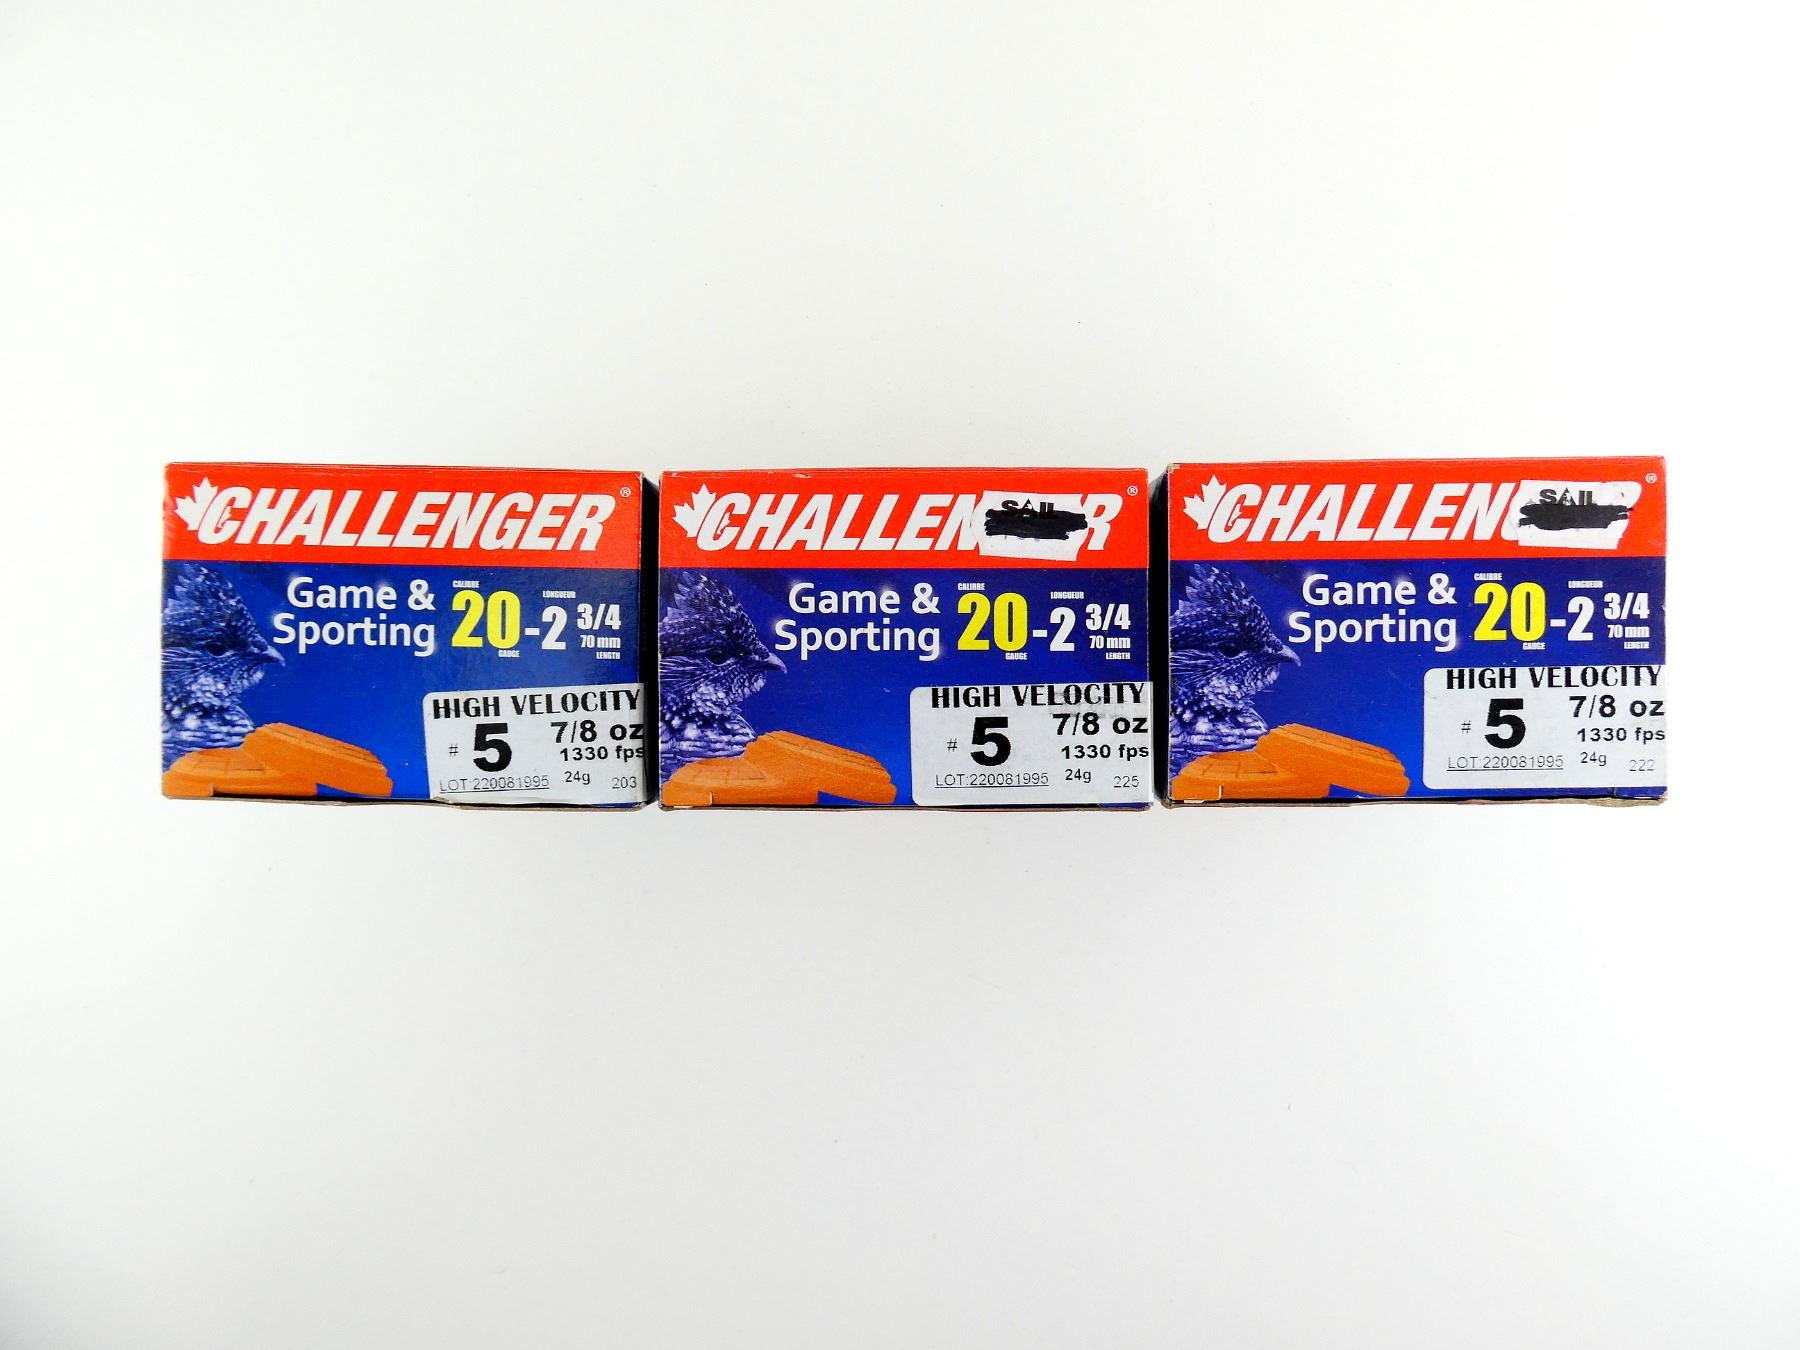 CHALLENGER®
Game &
Sporting
CALIBRE
20
GAUGE
-2 3/4
LONGUEUR
70 mm
LENGTH
HIGH VELOCITY
# 5 7/8 oz
1330 fps
LOT:220081995 24g 203
CHALLEN R®
SAIL
Game &
Sporting
CALIBRE
20
GAUGE
-2 3/4
LONGUEUR
70 mm
LENGTH
HIGH VELOCITY
# 5 7/8 oz
1330 fps
LOT:220081995 24g 225
CHALLENG ®
SAIL
Game &
Sporting
CALIBRE
20
GAUGE
-2 3/4
LONGUEUR
70 mm
LENGTH
HIGH VELOCITY
# 5 7/8 oz
1330 fps
LOT:220081995 24g 222